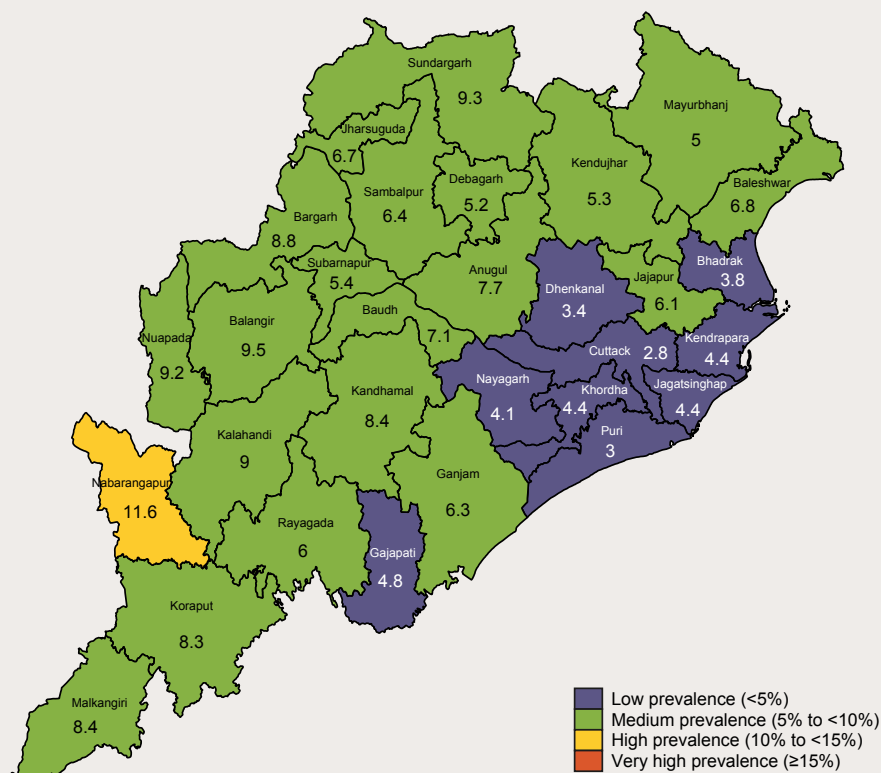 Sundargarh
9.3
Mayurbhanj
5
Jharsuguda
6.7
Kendujhar
5.3
Debagarh
5.2
Sambalpur
6.4
Baleshwar
6.8
Bargarh
8.8
Bhadrak
3.8
Subarnapur
5.4
Anugul
7.7
Jajapur
6.1
Dhenkanal
3.4
Baudh
7.1
Balangir
9.5
Nuapada
9.2
Kendrapara
4.4
Cuttack 2.8
Nayagarh
4.1
Jagatsinghap
4.4
Khordha
4.4
Kandhamal
8.4
Puri
3
Kalahandi
9
Ganjam
6.3
Nabarangapur
11.6
Rayagada
6
Gajapati
4.8
Koraput
8.3
Malkangiri
8.4
Low prevalence (<5%)
Medium prevalence (5% to <10%)
High prevalence (10% to <15%)
Very high prevalence (≥15%)